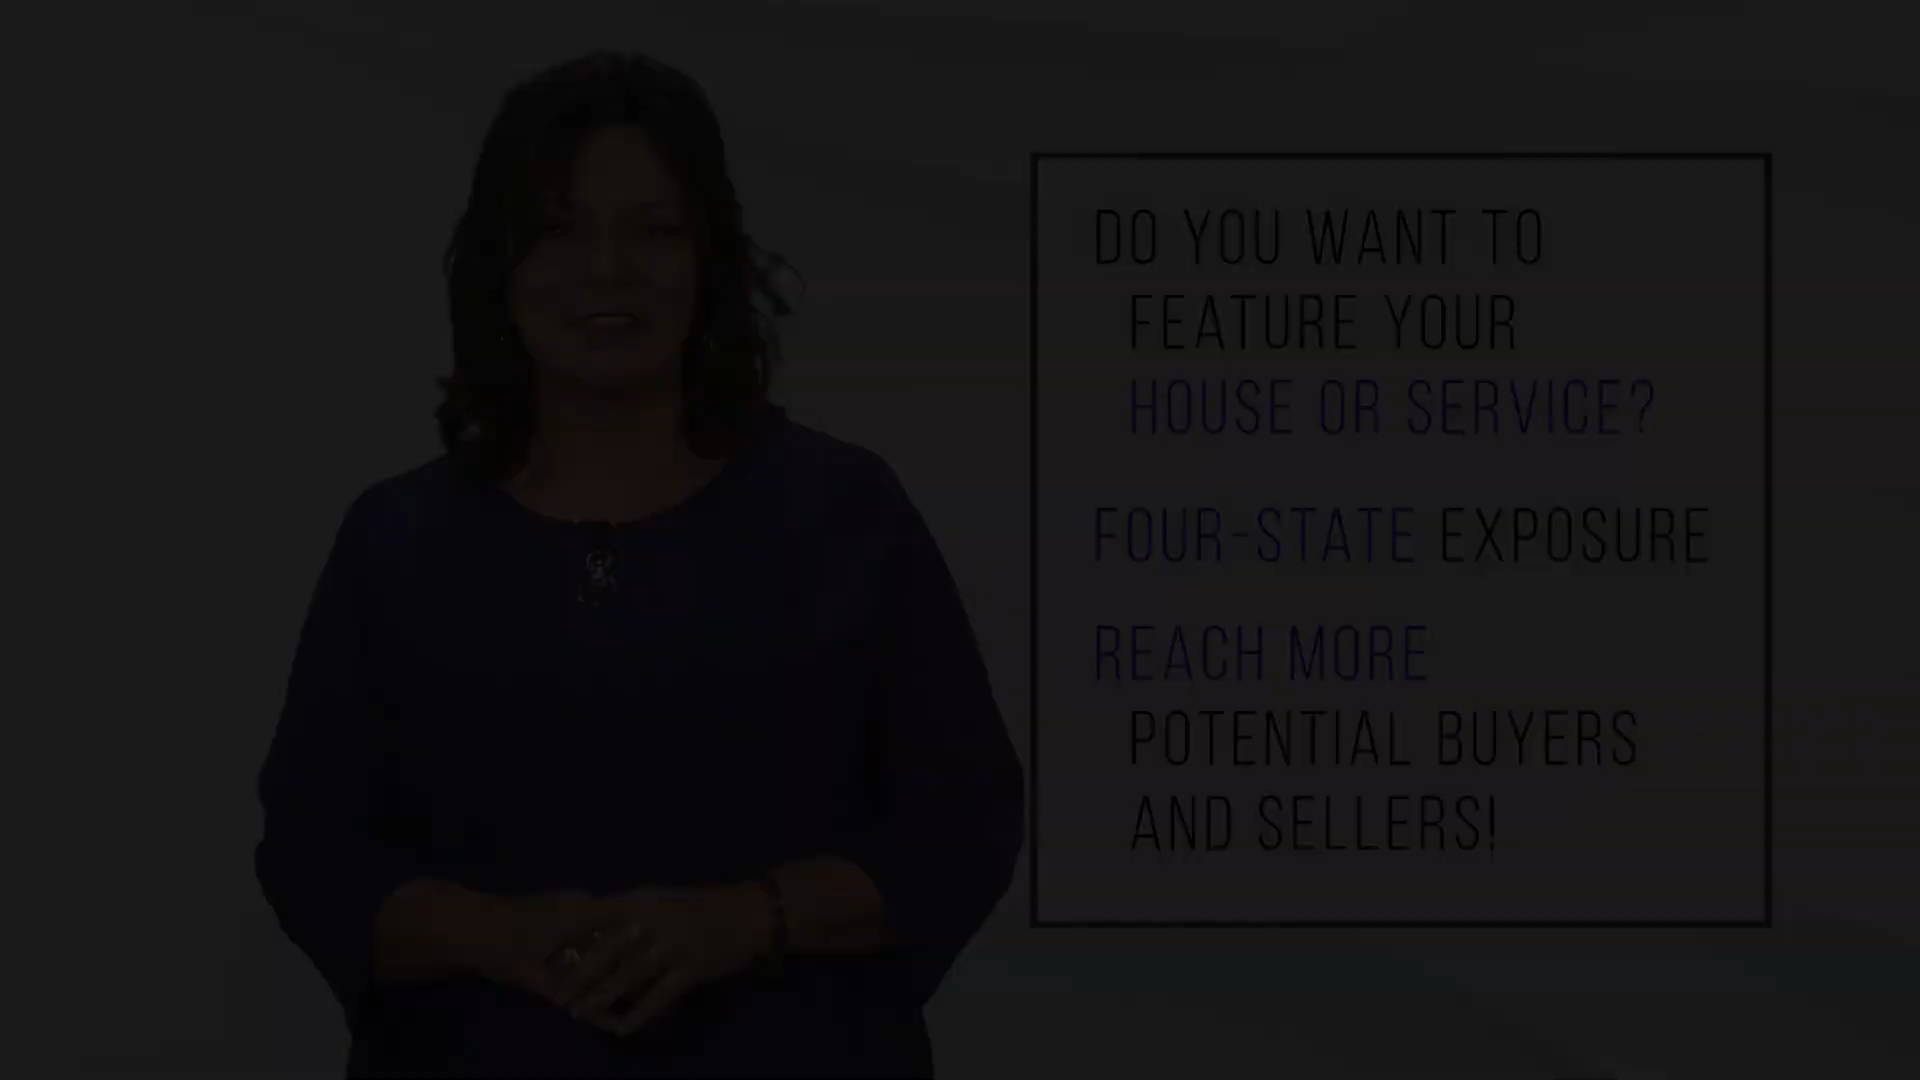 DO YOU WANT TO
FEATURE YOUR
HOUSE OR SERVICE?
FOUR-STATE EXPOSURE
REACH MORE
POTENTIAL BUYERS
AND SELLERS!